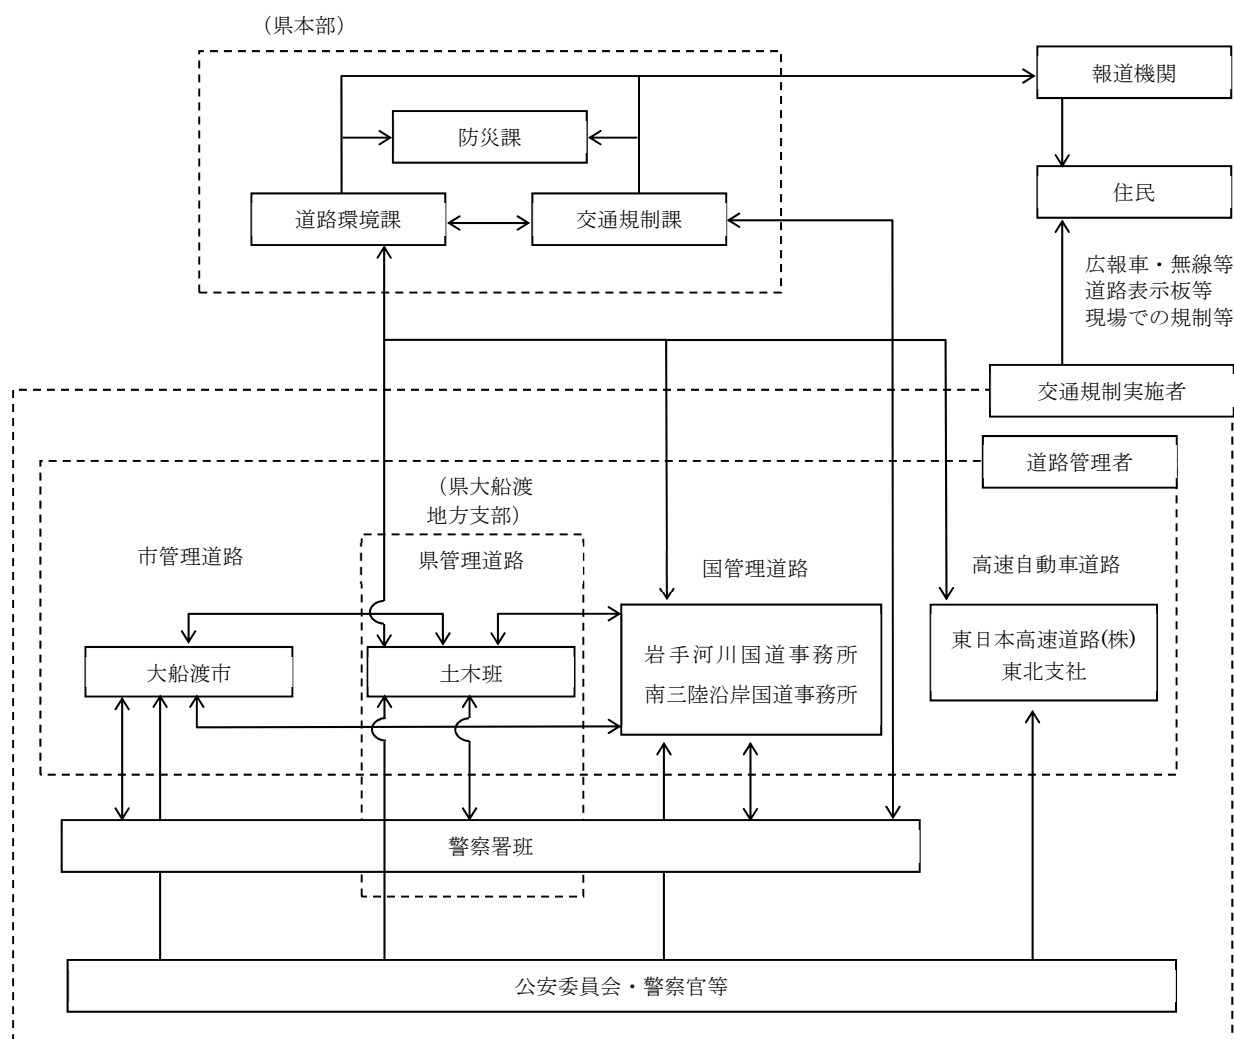 （県本部）
報道機関
防災課
住民
道路環境課
交通規制課
広報車・無線等
道路表示板等
現場での規制等
交通規制実施者
道路管理者
（県大船渡
地方支部）
市管理道路
県管理道路
国管理道路
高速自動車道路
大船渡市
土木班
岩手河川国道事務所
南三陸沿岸国道事務所
東日本高速道路(株)
東北支社
警察署班
公安委員会・警察官等